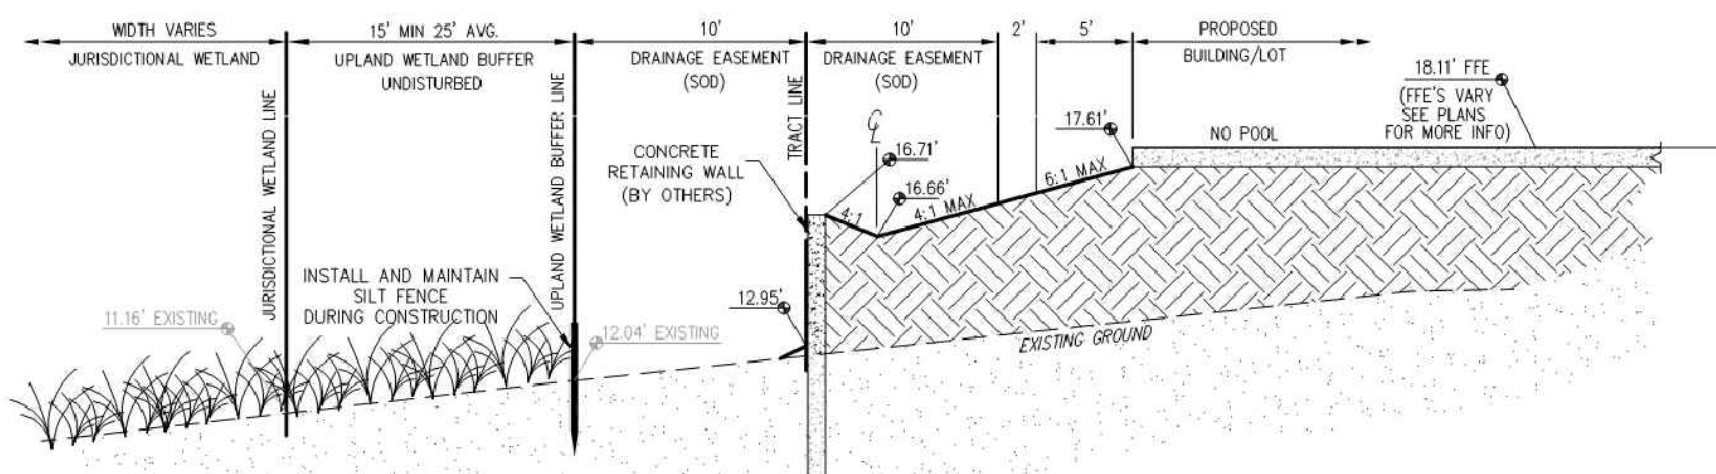 WIDTH VARIES
JURISDICTIONAL WETLAND
15' MIN 25' AVG.
UPLAND WETLAND BUFFER
UNDISTURBED
10'
DRAINAGE EASEMENT
(SOD)
10'
DRAINAGE EASEMENT
(SOD)
2'
5'
PROPOSED
BUILDING/LOT
18.11' FFE
(FFE'S VARY
SEE PLANS
FOR MORE INFO)
JURISDICTIONAL WETLAND LINE
UPLAND WETLAND BUFFER LINE
TRACT LINE
CL
17.61'
NO POOL
CONCRETE
RETAINING WALL
(BY OTHERS)
16.71'
16.66'
4:1
4:1 MAX
6:1 MAX
INSTALL AND MAINTAIN
SILT FENCE
DURING CONSTRUCTION
11.16' EXISTING
12.04' EXISTING
12.95'
EXISTING GROUND